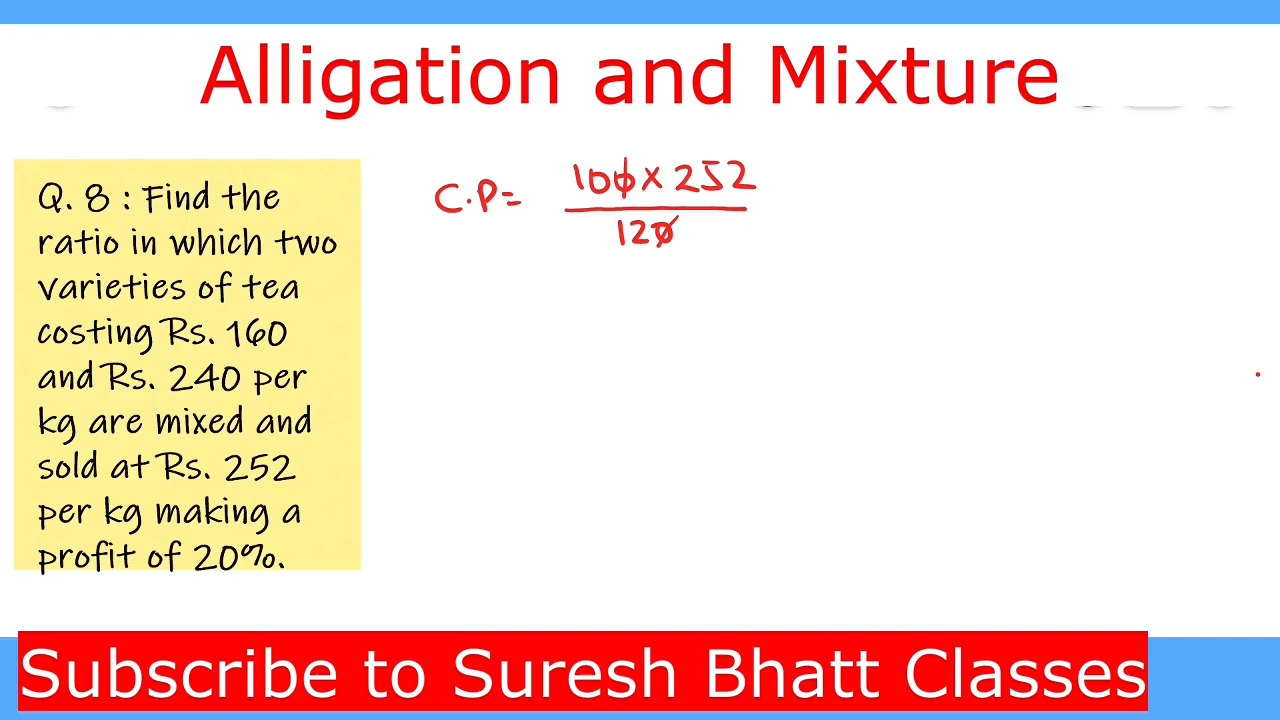 Alligation and Mixture
Q. 8 : Find the
ratio in which two
varieties of tea
costing Rs. 160
and Rs. 240 per
kg are mixed and
sold at Rs. 252
per kg making a
profit of 20%.
C.P= 100 x 252
120
Subscribe to Suresh Bhatt Classes